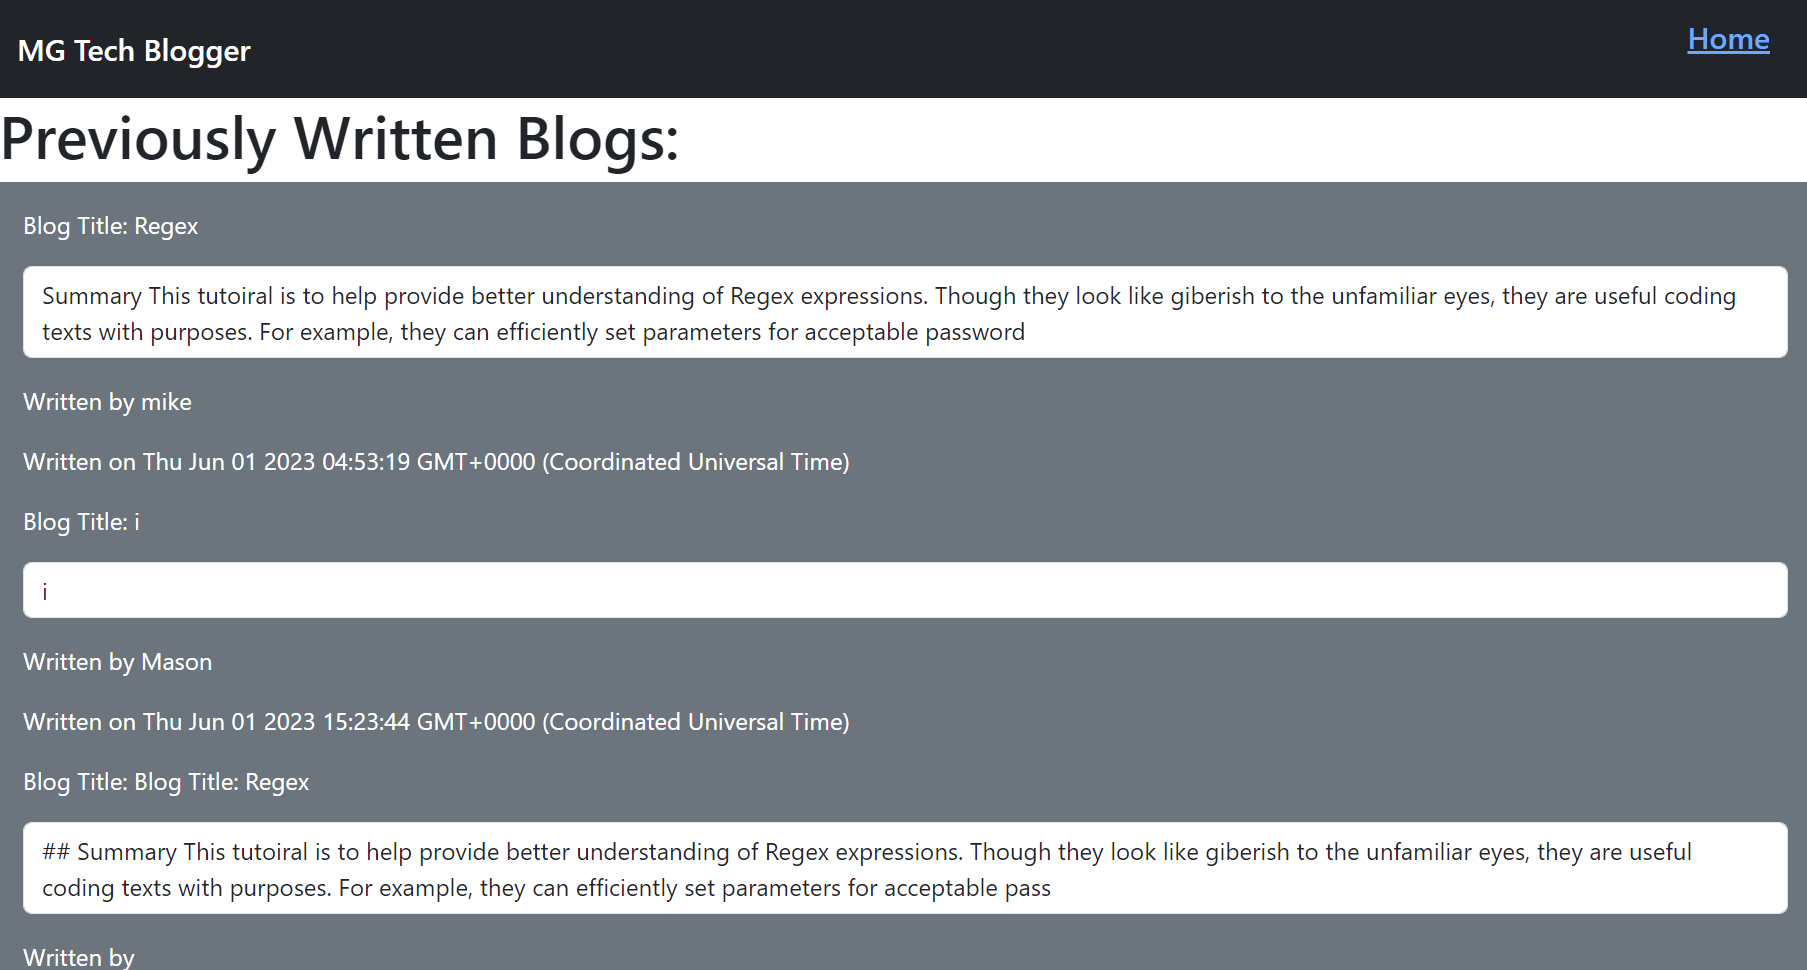 MG Tech Blogger
Home
Previously Written Blogs:
Blog Title: Regex
Summary This tutoiral is to help provide better understanding of Regex expressions. Though they look like giberish to the unfamiliar eyes, they are useful coding
texts with purposes. For example, they can efficiently set parameters for acceptable password
Written by mike
Written on Thu Jun 01 2023 04:53:19 GMT+0000 (Coordinated Universal Time)
Blog Title: i
i
Written by Mason
Written on Thu Jun 01 2023 15:23:44 GMT+0000 (Coordinated Universal Time)
Blog Title: Blog Title: Regex
## Summary This tutoiral is to help provide better understanding of Regex expressions. Though they look like giberish to the unfamiliar eyes, they are useful
coding texts with purposes. For example, they can efficiently set parameters for acceptable pass
Written by